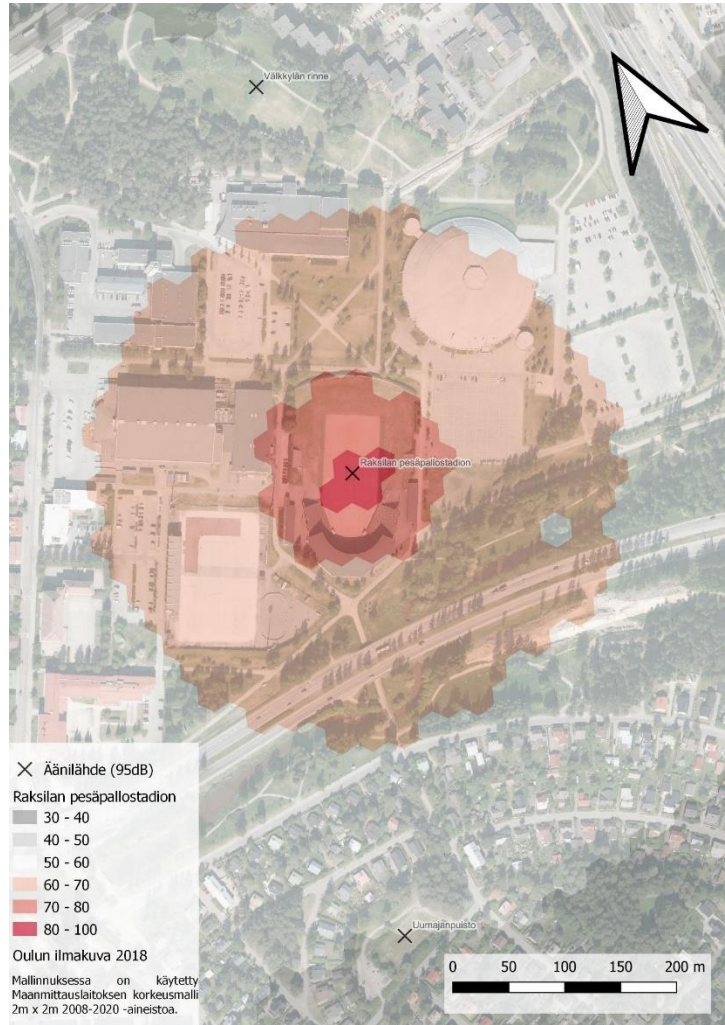 Välkkylän rinne
Raksilan pesäpallostadion
Uumajanpuisto
Äänilähde (95dB)
Raksilan pesäpallostadion
30 - 40
40 - 50
50 - 60
60 - 70
70 - 80
80 - 100
Oulun ilmakuva 2018
Mallinnuksessa on käytetty
Maanmittauslaitoksen korkeusmalli
2m x 2m 2008-2020 -aineistoa.
0 50 100 150 200 m